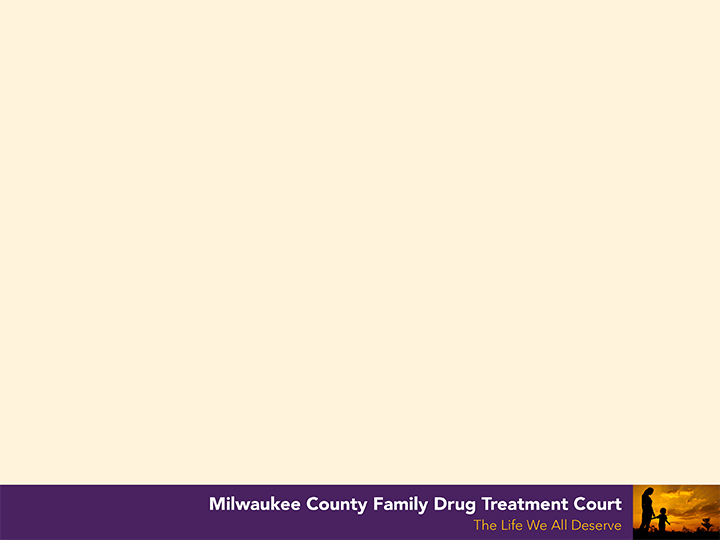 Milwaukee County Family Drug Treatment Court
The Life We All Deserve